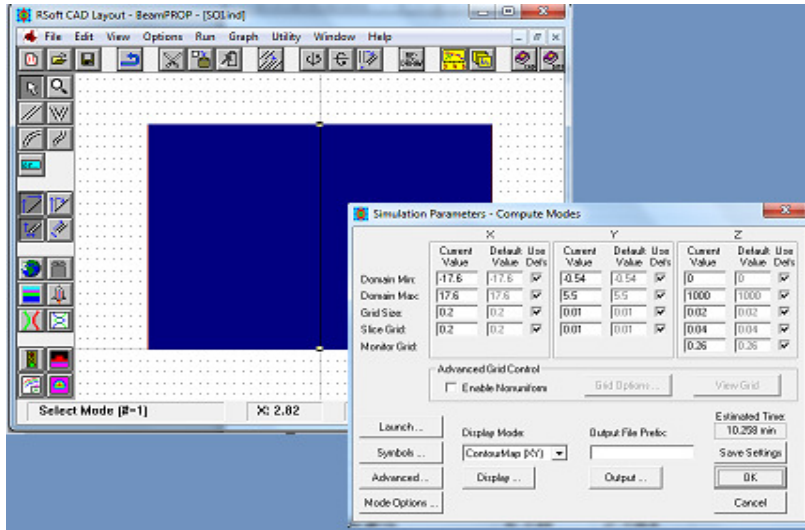 RSoft CAD Layout - BeamPROP - [SOI.ind]
File Edit View Options Run Graph Utility Window Help
Select Mode (#=1) X: 2.82
Simulation Parameters - Compute Modes
X Y Z
Current Value Default Value Use Defs Current Value Default Value Use Defs Current Value Default Value Use Defs
Domain Min: -17.6 -17.6 -0.54 -0.54 0 0
Domain Max: 17.6 17.6 5.5 5.5 1000 1000
Grid Size: 0.2 0.2 0.01 0.01 0.02 0.02
Slice Grid: 0.2 0.2 0.01 0.01 0.04 0.04
Monitor Grid: 0.26 0.26
Advanced Grid Control
Enable Nonuniform Grid Options... View Grid
Launch... Display Mode: Output File Prefix: Estimated Time:
10.258 min
Symbols ... ContourMap (XY) Save Settings
Advanced... Display ... Output ... OK
Mode Options ... Cancel